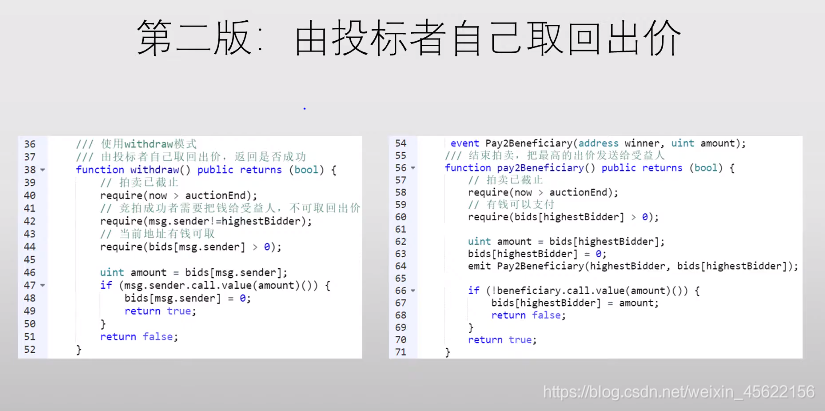 第二版：由投标者自己取回出价
36 /// 使用withdraw模式
37 /// 由投标者自己取回出价，返回是否成功
38 function withdraw() public returns (bool) {
39 // 拍卖已截止
40 require(now > auctionEnd);
41 // 竞拍成功者需要把钱给受益人，不可取回出价
42 require(msg.sender!=highestBidder);
43 // 当前地址有钱可取
44 require(bids[msg.sender] > 0);
45
46 uint amount = bids[msg.sender];
47 if (msg.sender.call.value(amount)()) {
48 bids[msg.sender] = 0;
49 return true;
50 }
51 return false;
52 }
54 event Pay2Beneficiary(address winner, uint amount);
55 /// 结束拍卖，把最高的出价发送给受益人
56 function pay2Beneficiary() public returns (bool) {
57 // 拍卖已截止
58 require(now > auctionEnd);
59 // 有钱可以支付
60 require(bids[highestBidder] > 0);
61
62 uint amount = bids[highestBidder];
63 bids[highestBidder] = 0;
64 emit Pay2Beneficiary(highestBidder, bids[highestBidder]);
65
66 if (!beneficiary.call.value(amount)()) {
67 bids[highestBidder] = amount;
68 return false;
69 }
70 return true;
71 }
https://blog.csdn.net/weixin_45622156